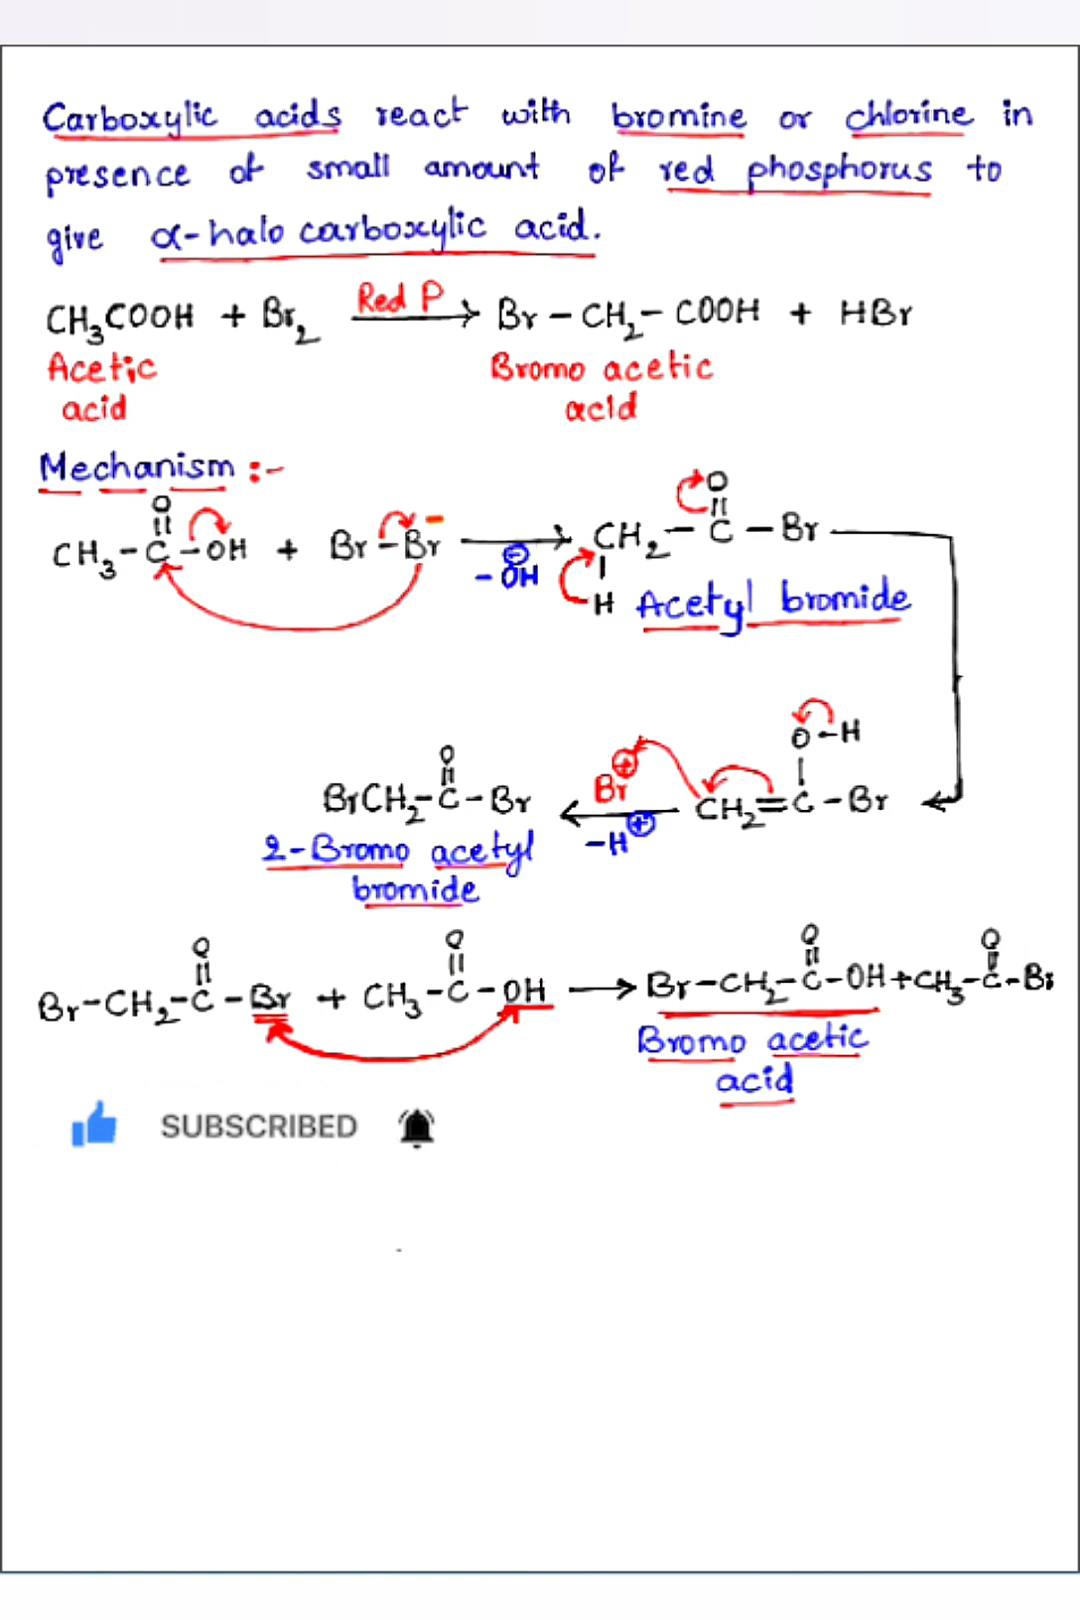 Carboxylic acids react with bromine or chlorine in
presence of small amount of red phosphorus to
give α-halo carboxylic acid.
CH₃COOH + Br₂ Red P → Br – CH₂ – COOH + HBr
Acetic acid Bromo acetic acid
Mechanism :-
O O
CH₃ – C – OH + Br – Br⁻ → CH₂ – C – Br
- OH⊖
H Acetyl bromide
O – H
O
BrCH₂ – C – Br ← Br⊕ CH₂ = C – Br
-H⊕
2-Bromo acetyl
bromide
O O O O
Br – CH₂ – C – Br + CH₃ – C – OH → Br – CH₂ – C – OH + CH₃ – C – Br
Bromo acetic
acid
SUBSCRIBED